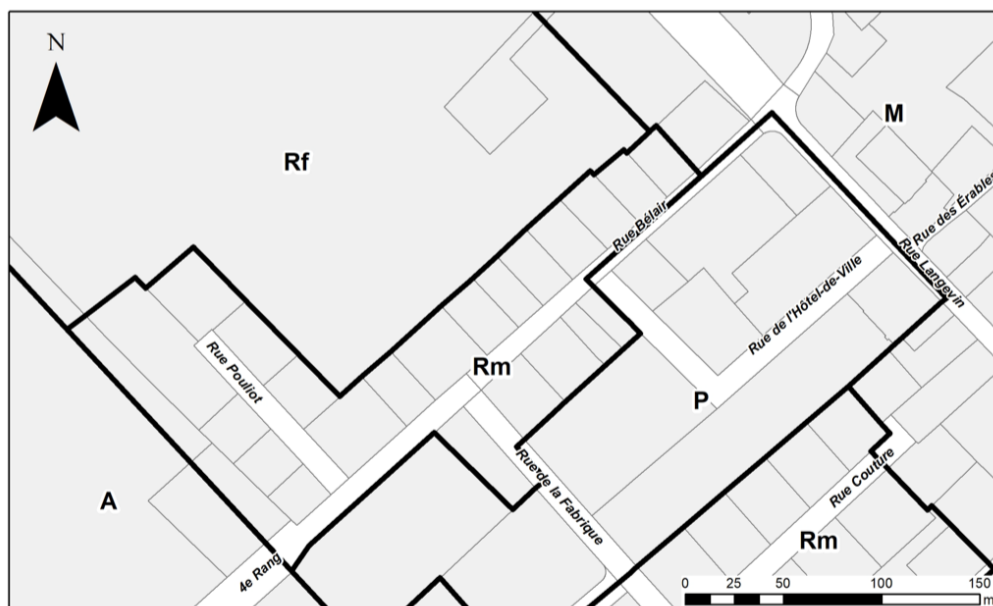 N
M
Rf
Rue des Érables
Rue Bélair
Rue Langevin
Rue de l'Hôtel-de-Ville
Rue Pouliot
Rm
P
Rue de la Fabrique
Rue Couture
A
Rm
4e Rang
0 25 50 100 150
m